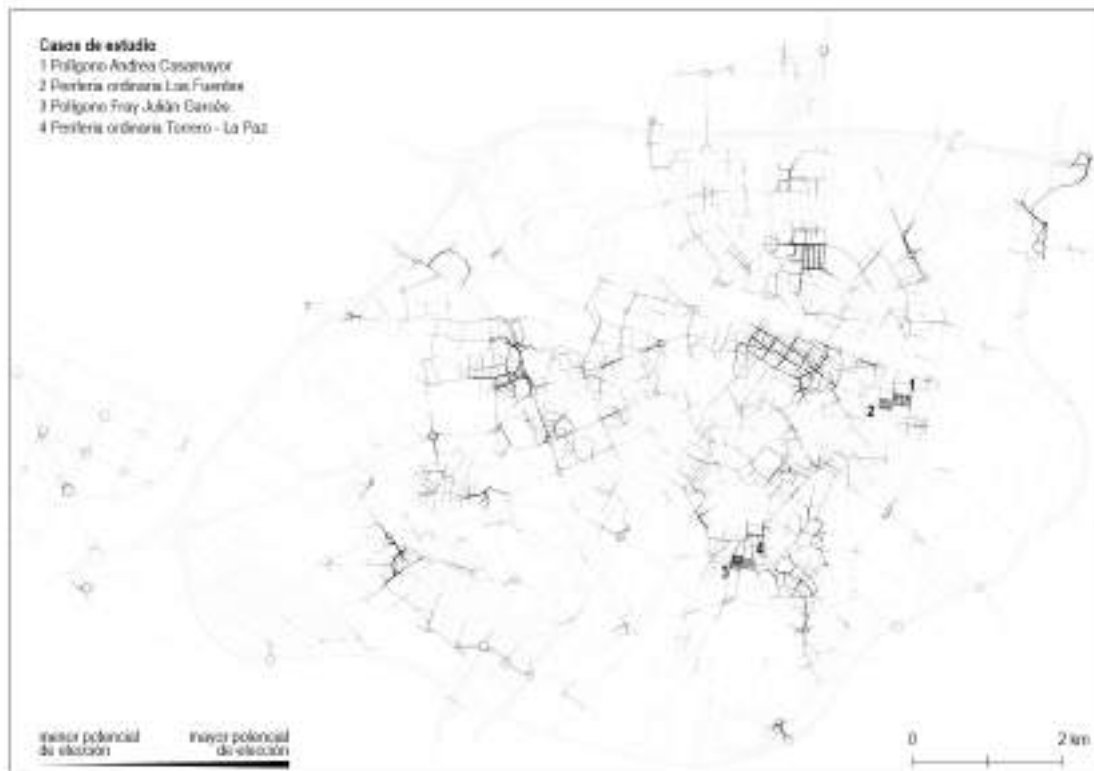 Casos de estudio
1 Polígono Andrea Casamayor
2 Periferia ordinaria Las Fuentes
3 Polígono Fray Julián Garcés
4 Periferia ordinaria Torrero - La Paz
1
2
4
3
menor potencial
de elección
mayor potencial
de elección
0
2 km